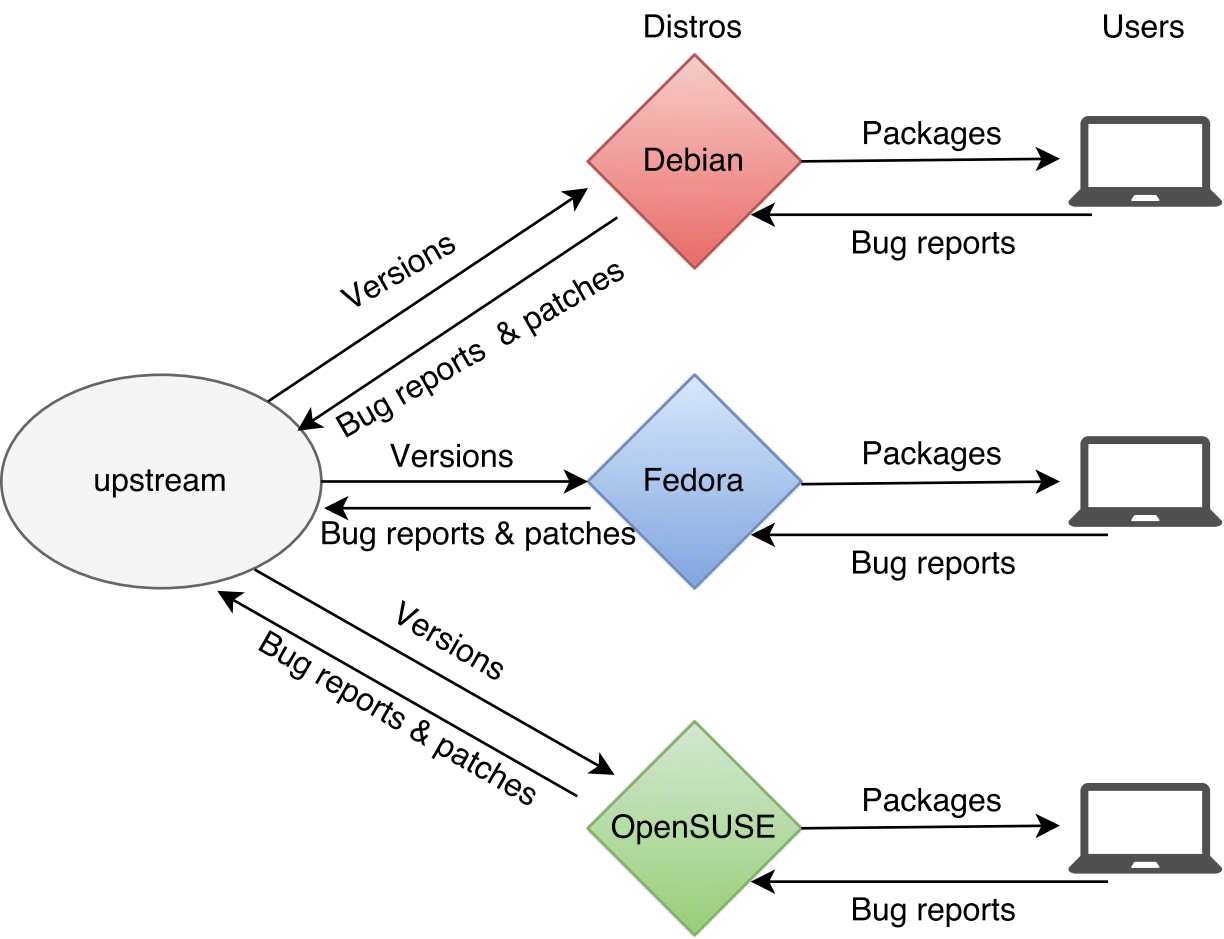 Distros
Users
Debian
Packages
Bug reports
Versions
Bug reports & patches
upstream
Versions
Bug reports & patches
Fedora
Packages
Bug reports
Versions
Bug reports & patches
OpenSUSE
Packages
Bug reports